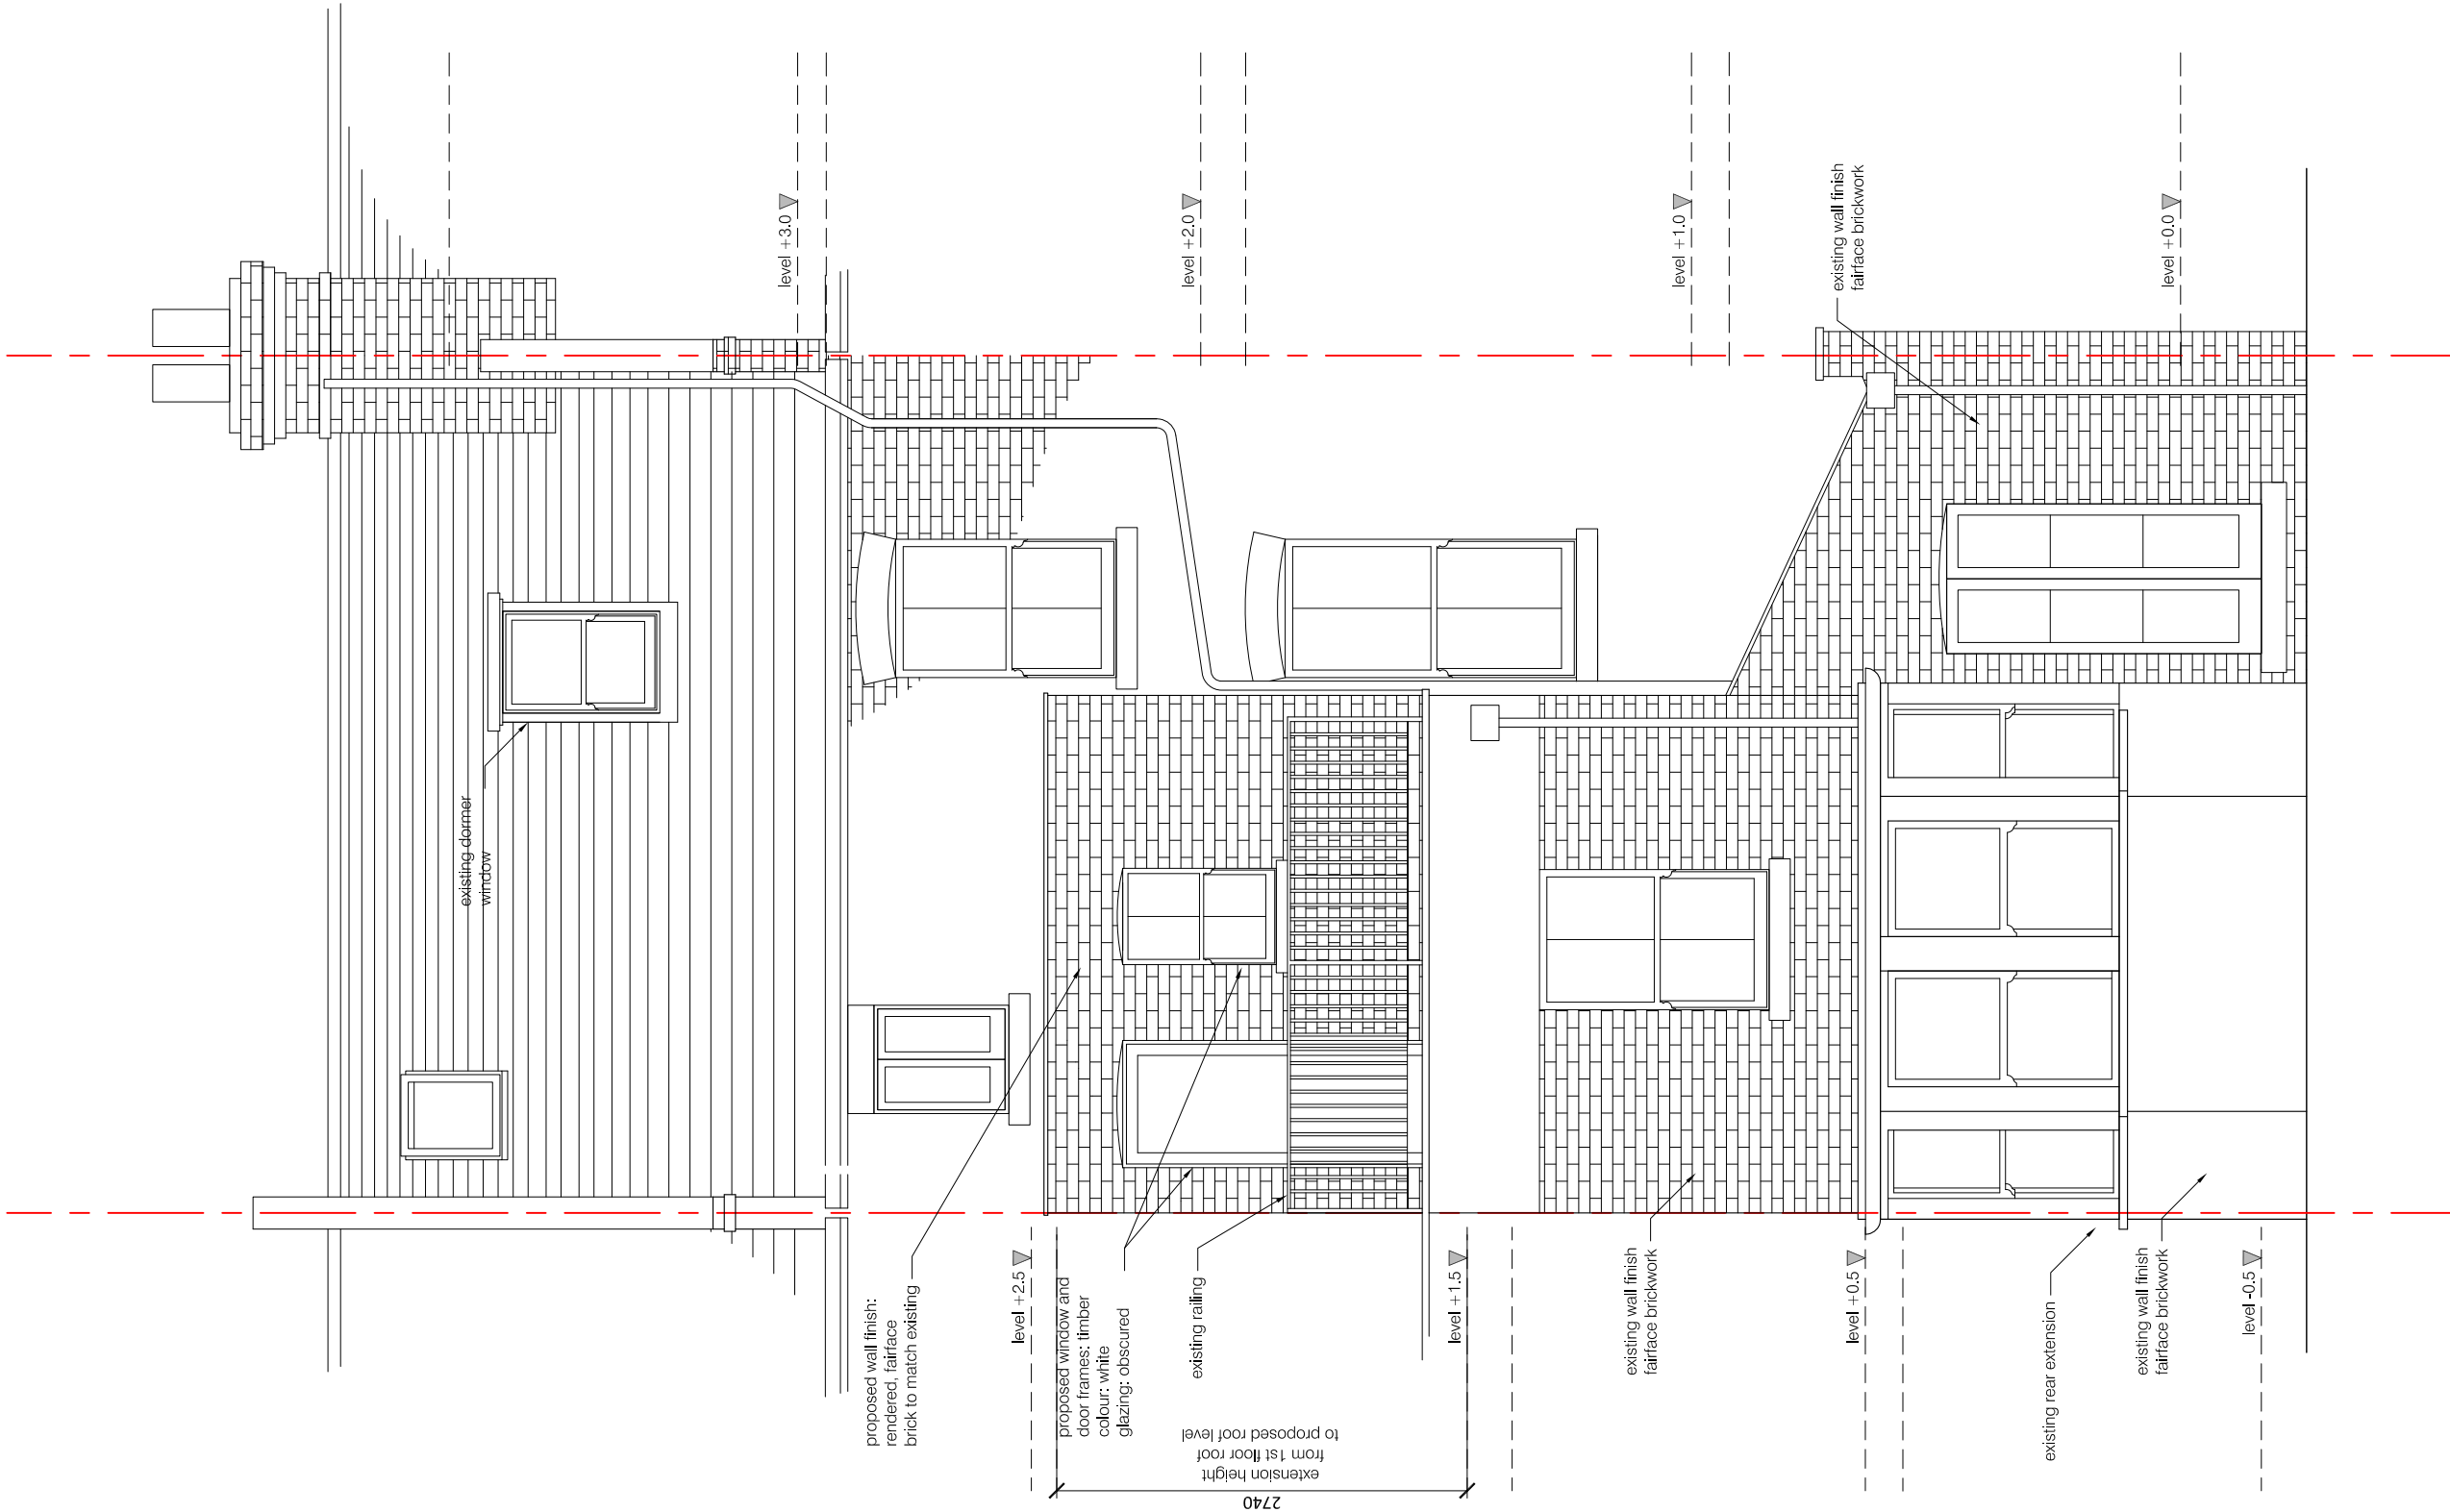 level +3.0
level +2.0
level +1.0
existing wall finish
fairface brickwork
level +0.0
existing dormer
window
proposed wall finish:
rendered, fairface
brick to match existing
level +2.5
proposed window and
door frames: timber
colour: white
glazing: obscured
existing railing
level +1.5
existing wall finish
fairface brickwork
level +0.5
existing rear extension
existing wall finish
fairface brickwork
level -0.5
extension height
from 1st floor roof
to proposed roof level
2740